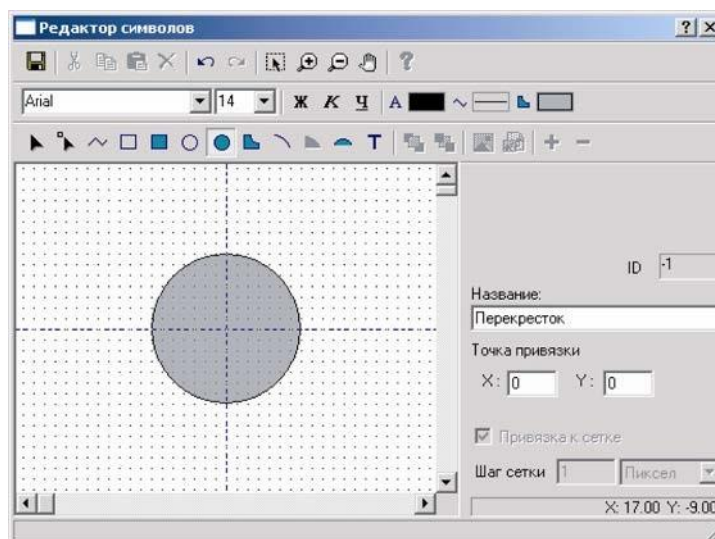 Редактор символов
Arial 14 Ж К Ч A
T
ID -1
Название:
Перекресток
Точка привязки
X: 0 Y: 0
Привязка к сетке
Шаг сетки 1 Пиксел
X: 17.00 Y: -9.00